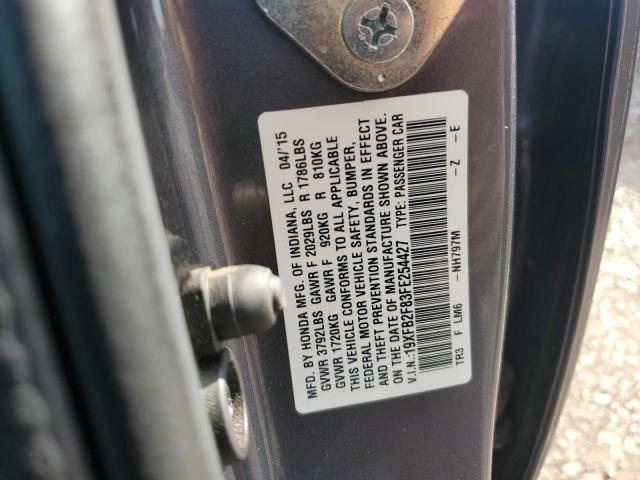 MFD. BY HONDA MFG. OF INDIANA, LLC 04/'15
GVWR 3792LBS GAWR F 2029LBS R 1786LBS
GVWR 1720KG GAWR F 920KG R 810KG
THIS VEHICLE CONFORMS TO ALL APPLICABLE
FEDERAL MOTOR VEHICLE SAFETY, BUMPER,
AND THEFT PREVENTION STANDARDS IN EFFECT
ON THE DATE OF MANUFACTURE SHOWN ABOVE.
V.I.N.:19XFB2F83FE254427 TYPE: PASSENGER CAR
TR3 F LM6 -NH797M -Z -E